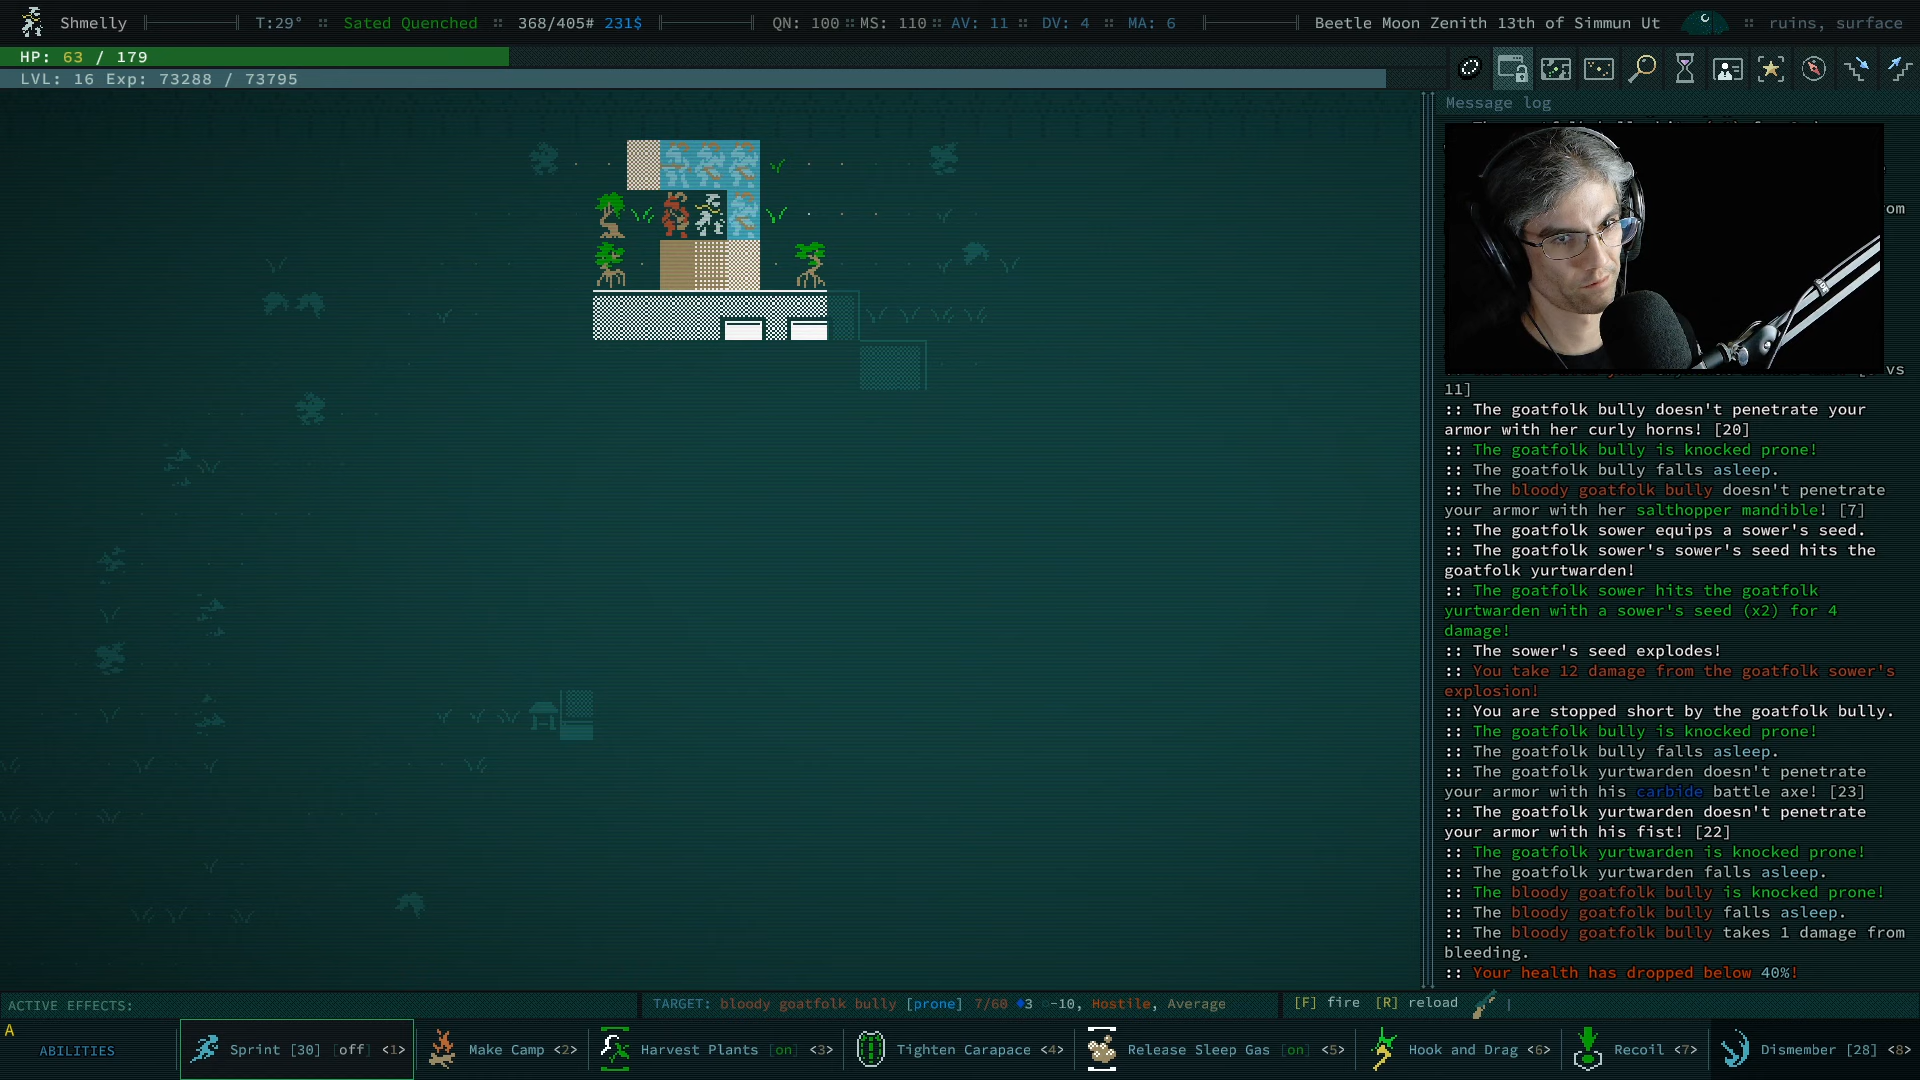 Shmelly T:29° :: Sated Quenched :: 368/405# 231$ QN: 100 :: MS: 110 :: AV: 11 :: DV: 4 :: MA: 6 Beetle Moon Zenith 13th of Simmun Ut :: ruins, surface
HP: 63 / 179
LVL: 16 Exp: 73288 / 73795
Message log
om
vs
11]
:: The goatfolk bully doesn't penetrate your
armor with her curly horns! [20]
:: The goatfolk bully is knocked prone!
:: The goatfolk bully falls asleep.
:: The bloody goatfolk bully doesn't penetrate
your armor with her salthopper mandible! [7]
:: The goatfolk sower equips a sower's seed.
:: The goatfolk sower's sower's seed hits the
goatfolk yurtwarden!
:: The goatfolk sower hits the goatfolk
yurtwarden with a sower's seed (x2) for 4
damage!
:: The sower's seed explodes!
:: You take 12 damage from the goatfolk sower's
explosion!
:: You are stopped short by the goatfolk bully.
:: The goatfolk bully is knocked prone!
:: The goatfolk bully falls asleep.
:: The goatfolk yurtwarden doesn't penetrate
your armor with his carbide battle axe! [23]
:: The goatfolk yurtwarden doesn't penetrate
your armor with his fist! [22]
:: The goatfolk yurtwarden is knocked prone!
:: The goatfolk yurtwarden falls asleep.
:: The bloody goatfolk bully is knocked prone!
:: The bloody goatfolk bully falls asleep.
:: The bloody goatfolk bully takes 1 damage from
bleeding.
:: Your health has dropped below 40%!
ACTIVE EFFECTS: TARGET: bloody goatfolk bully [prone] 7/60 ♦3 ○-10, Hostile, Average [F] fire [R] reload
A
ABILITIES Sprint [30] [off] <1> Make Camp <2> Harvest Plants [on] <3> Tighten Carapace <4> Release Sleep Gas [on] <5> Hook and Drag <6> Recoil <7> Dismember [28] <8>